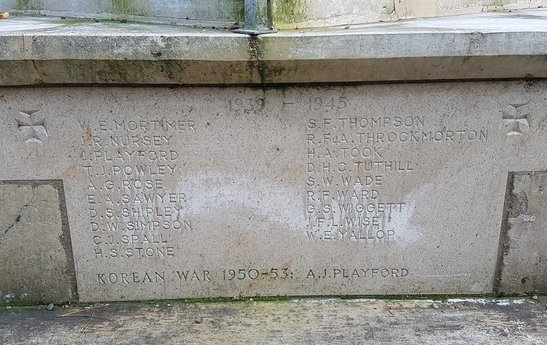 1939 - 1945
W.E. MORTIMER
J.R. NURSEY
J. PLAYFORD
T.J. POWLEY
A.G. ROSE
E.A. SAWYER
D.S. SHIPLEY
D.W. SIMPSON
C.J. SPALL
H.S. STONE
S.F. THOMPSON
R.F.A. THROCKMORTON
H.A. TOOK
D.H.C. TUTHILL
S.W. WADE
R.F. WARD
G.S. WIGGETT
J.F.L. WISE
W.E. YALLOP
KOREAN WAR 1950-53: A.J. PLAYFORD